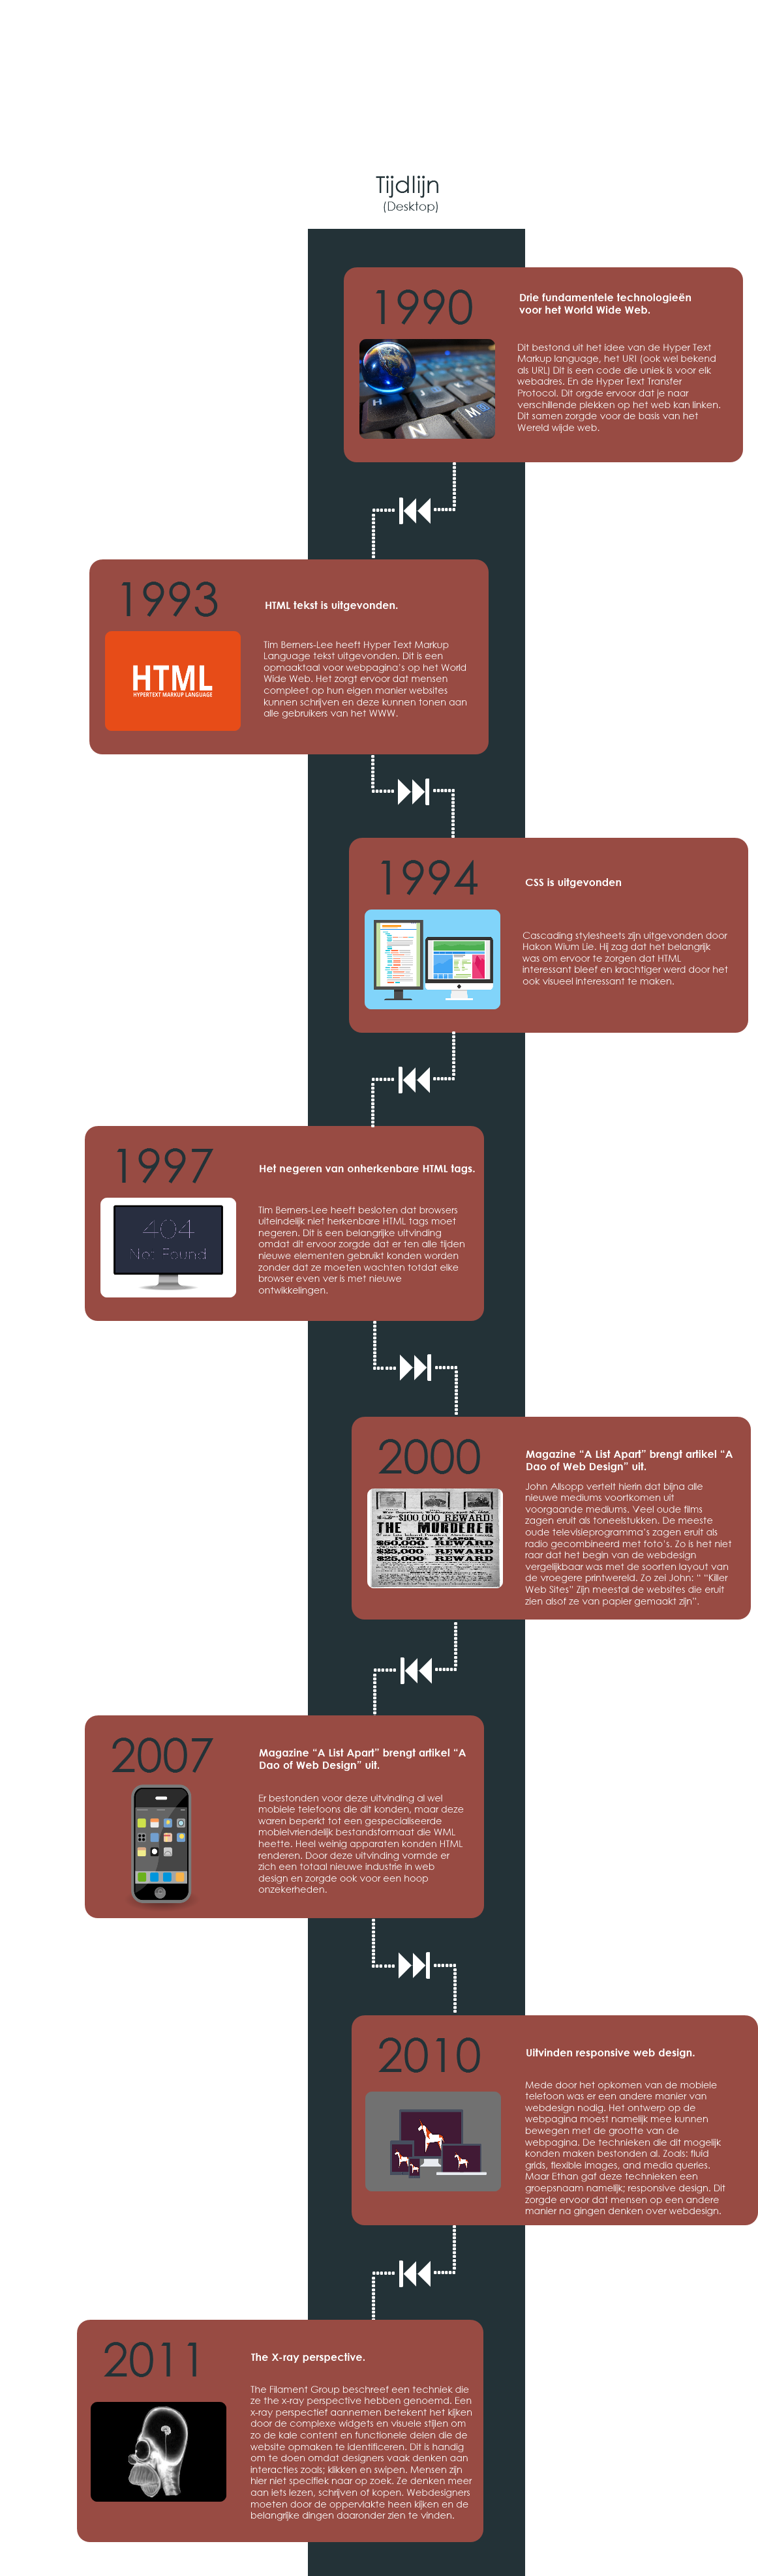 Tijdlijn
(Desktop)
1990
Drie fundamentele technologieën
voor het World Wide Web.
Dit bestond uit het idee van de Hyper Text
Markup language, het URI (ook wel bekend
als URL) Dit is een code die uniek is voor elk
webadres. En de Hyper Text Transfer
Protocol. Dit orgde ervoor dat je naar
verschillende plekken op het web kan linken.
Dit samen zorgde voor de basis van het
Wereld wijde web.
1993
HTML tekst is uitgevonden.
HTML
HYPERTEXT MARKUP LANGUAGE
Tim Berners-Lee heeft Hyper Text Markup
Language tekst uitgevonden. Dit is een
opmaaktaal voor webpagina's op het World
Wide Web. Het zorgt ervoor dat mensen
compleet op hun eigen manier websites
kunnen schrijven en deze kunnen tonen aan
alle gebruikers van het WWW.
1994
CSS is uitgevonden
Cascading stylesheets zijn uitgevonden door
Hakon Wium Lie. Hij zag dat het belangrijk
was om ervoor te zorgen dat HTML
interessant bleef en krachtiger werd door het
ook visueel interessant te maken.
1997
Het negeren van onherkenbare HTML tags.
404
Not Found
Tim Berners-Lee heeft besloten dat browsers
uiteindelijk niet herkenbare HTML tags moet
negeren. Dit is een belangrijke uitvinding
omdat dit ervoor zorgde dat er ten alle tijden
nieuwe elementen gebruikt konden worden
zonder dat ze moeten wachten totdat elke
browser even ver is met nieuwe
ontwikkelingen.
2000
Magazine “A List Apart” brengt artikel “A
Dao of Web Design” uit.
$100,000 REWARD!
THE MURDERER
IS STILL AT LARGE.
$50,000 REWARD
$25,000 REWARD
$25,000 REWARD
John Allsopp vertelt hierin dat bijna alle
nieuwe mediums voortkomen uit
voorgaande mediums. Veel oude films
zagen eruit als toneelstukken. De meeste
oude televisieprogramma's zagen eruit als
radio gecombineerd met foto's. Zo is het niet
raar dat het begin van de webdesign
vergelijkbaar was met de soorten layout van
de vroegere printwereld. Zo zei John: “ “Killer
Web Sites” Zijn meestal de websites die eruit
zien alsof ze van papier gemaakt zijn”.
2007
Magazine “A List Apart” brengt artikel “A
Dao of Web Design” uit.
Er bestonden voor deze uitvinding al wel
mobiele telefoons die dit konden, maar deze
waren beperkt tot een gespecialiseerde
mobielvriendelijk bestandsformaat die WML
heette. Heel weinig apparaten konden HTML
renderen. Door deze uitvinding vormde er
zich een totaal nieuwe industrie in web
design en zorgde ook voor een hoop
onzekerheden.
2010
Uitvinden responsive web design.
Mede door het opkomen van de mobiele
telefoon was er een andere manier van
webdesign nodig. Het ontwerp op de
webpagina moest namelijk mee kunnen
bewegen met de grootte van de
webpagina. De technieken die dit mogelijk
konden maken bestonden al. Zoals: fluid
grids, flexible images, and media queries.
Maar Ethan gaf deze technieken een
groepsnaam namelijk; responsive design. Dit
zorgde ervoor dat mensen op een andere
manier na gingen denken over webdesign.
2011
The X-ray perspective.
The Filament Group beschreef een techniek die
ze the x-ray perspective hebben genoemd. Een
x-ray perspectief aannemen betekent het kijken
door de complexe widgets en visuele stijlen om
zo de kale content en functionele delen die de
website opmaken te identificeren. Dit is handig
om te doen omdat designers vaak denken aan
interacties zoals; klikken en swipen. Mensen zijn
hier niet specifiek naar op zoek. Ze denken meer
aan iets lezen, schrijven of kopen. Webdesigners
moeten door de oppervlakte heen kijken en de
belangrijke dingen daaronder zien te vinden.